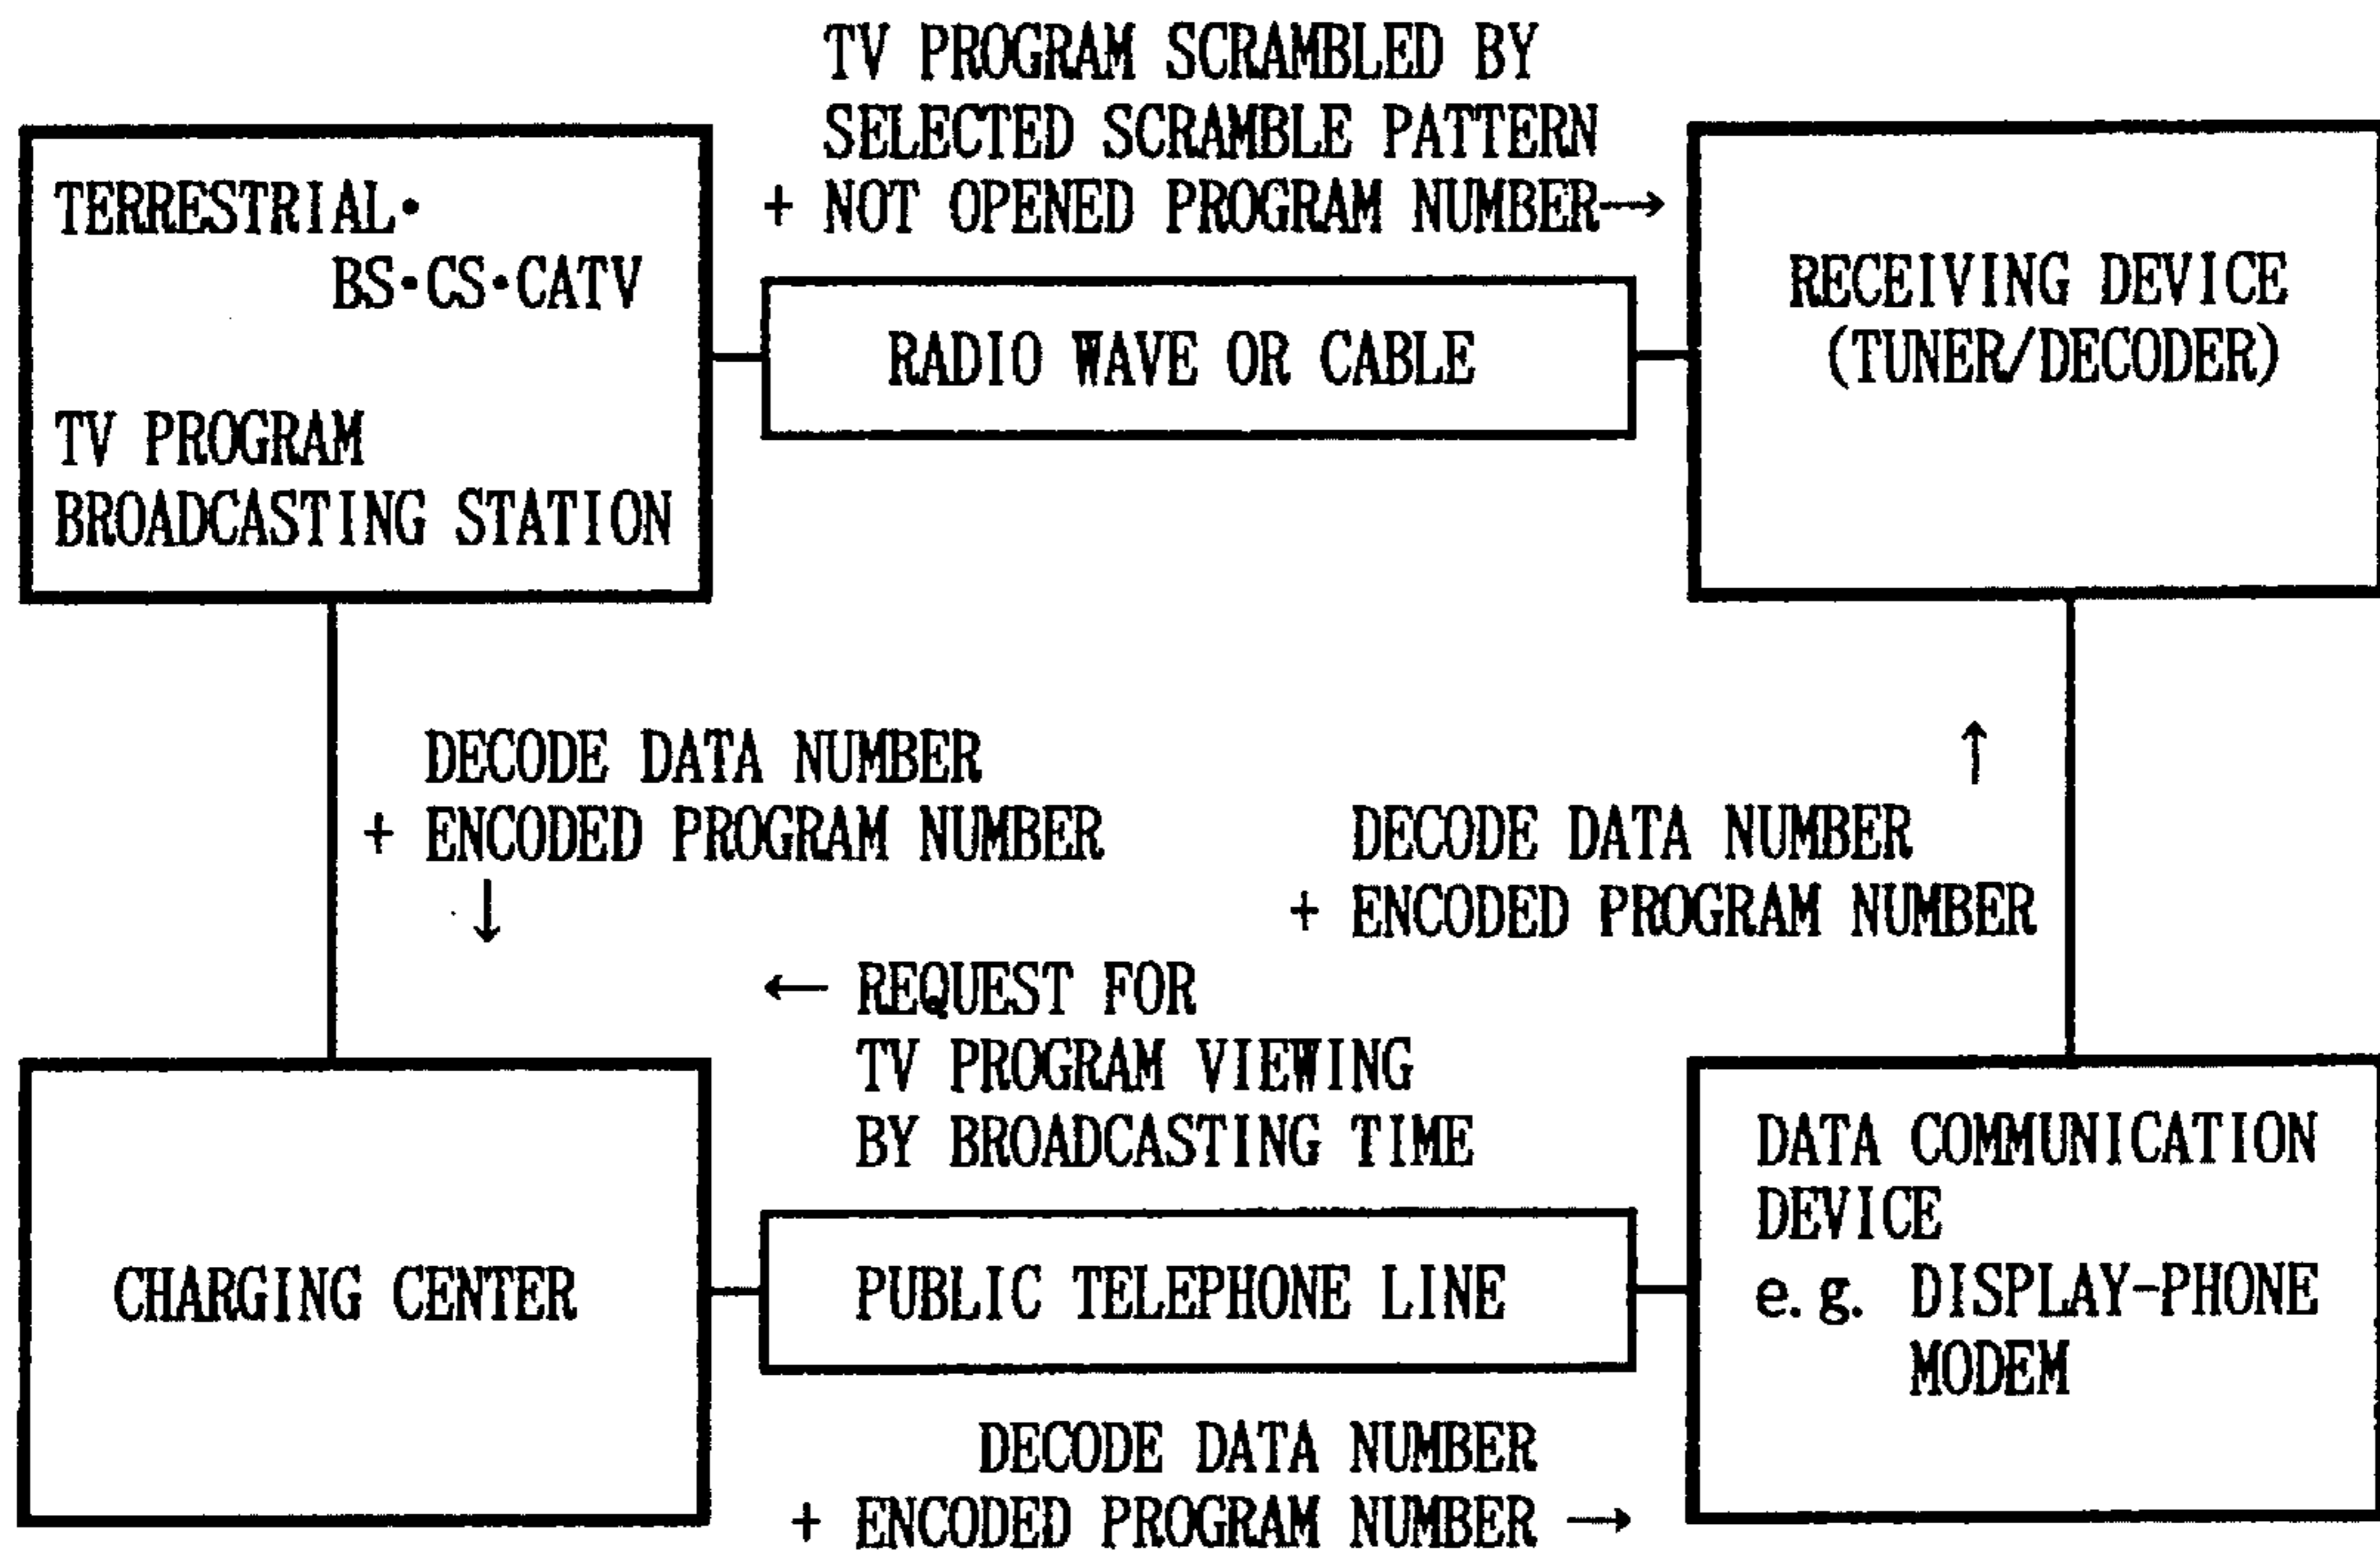 TV PROGRAM SCRAMBLED BY
SELECTED SCRAMBLE PATTERN
+ NOT OPENED PROGRAM NUMBER→
TERRESTRIAL•
BS•CS•CATV
TV PROGRAM
BROADCASTING STATION
RADIO WAVE OR CABLE
RECEIVING DEVICE
(TUNER/DECODER)
DECODE DATA NUMBER
+ ENCODED PROGRAM NUMBER
↓
↑
DECODE DATA NUMBER
+ ENCODED PROGRAM NUMBER
← REQUEST FOR
TV PROGRAM VIEWING
BY BROADCASTING TIME
CHARGING CENTER
PUBLIC TELEPHONE LINE
DATA COMMUNICATION
DEVICE
e.g. DISPLAY-PHONE
MODEM
DECODE DATA NUMBER
+ ENCODED PROGRAM NUMBER →